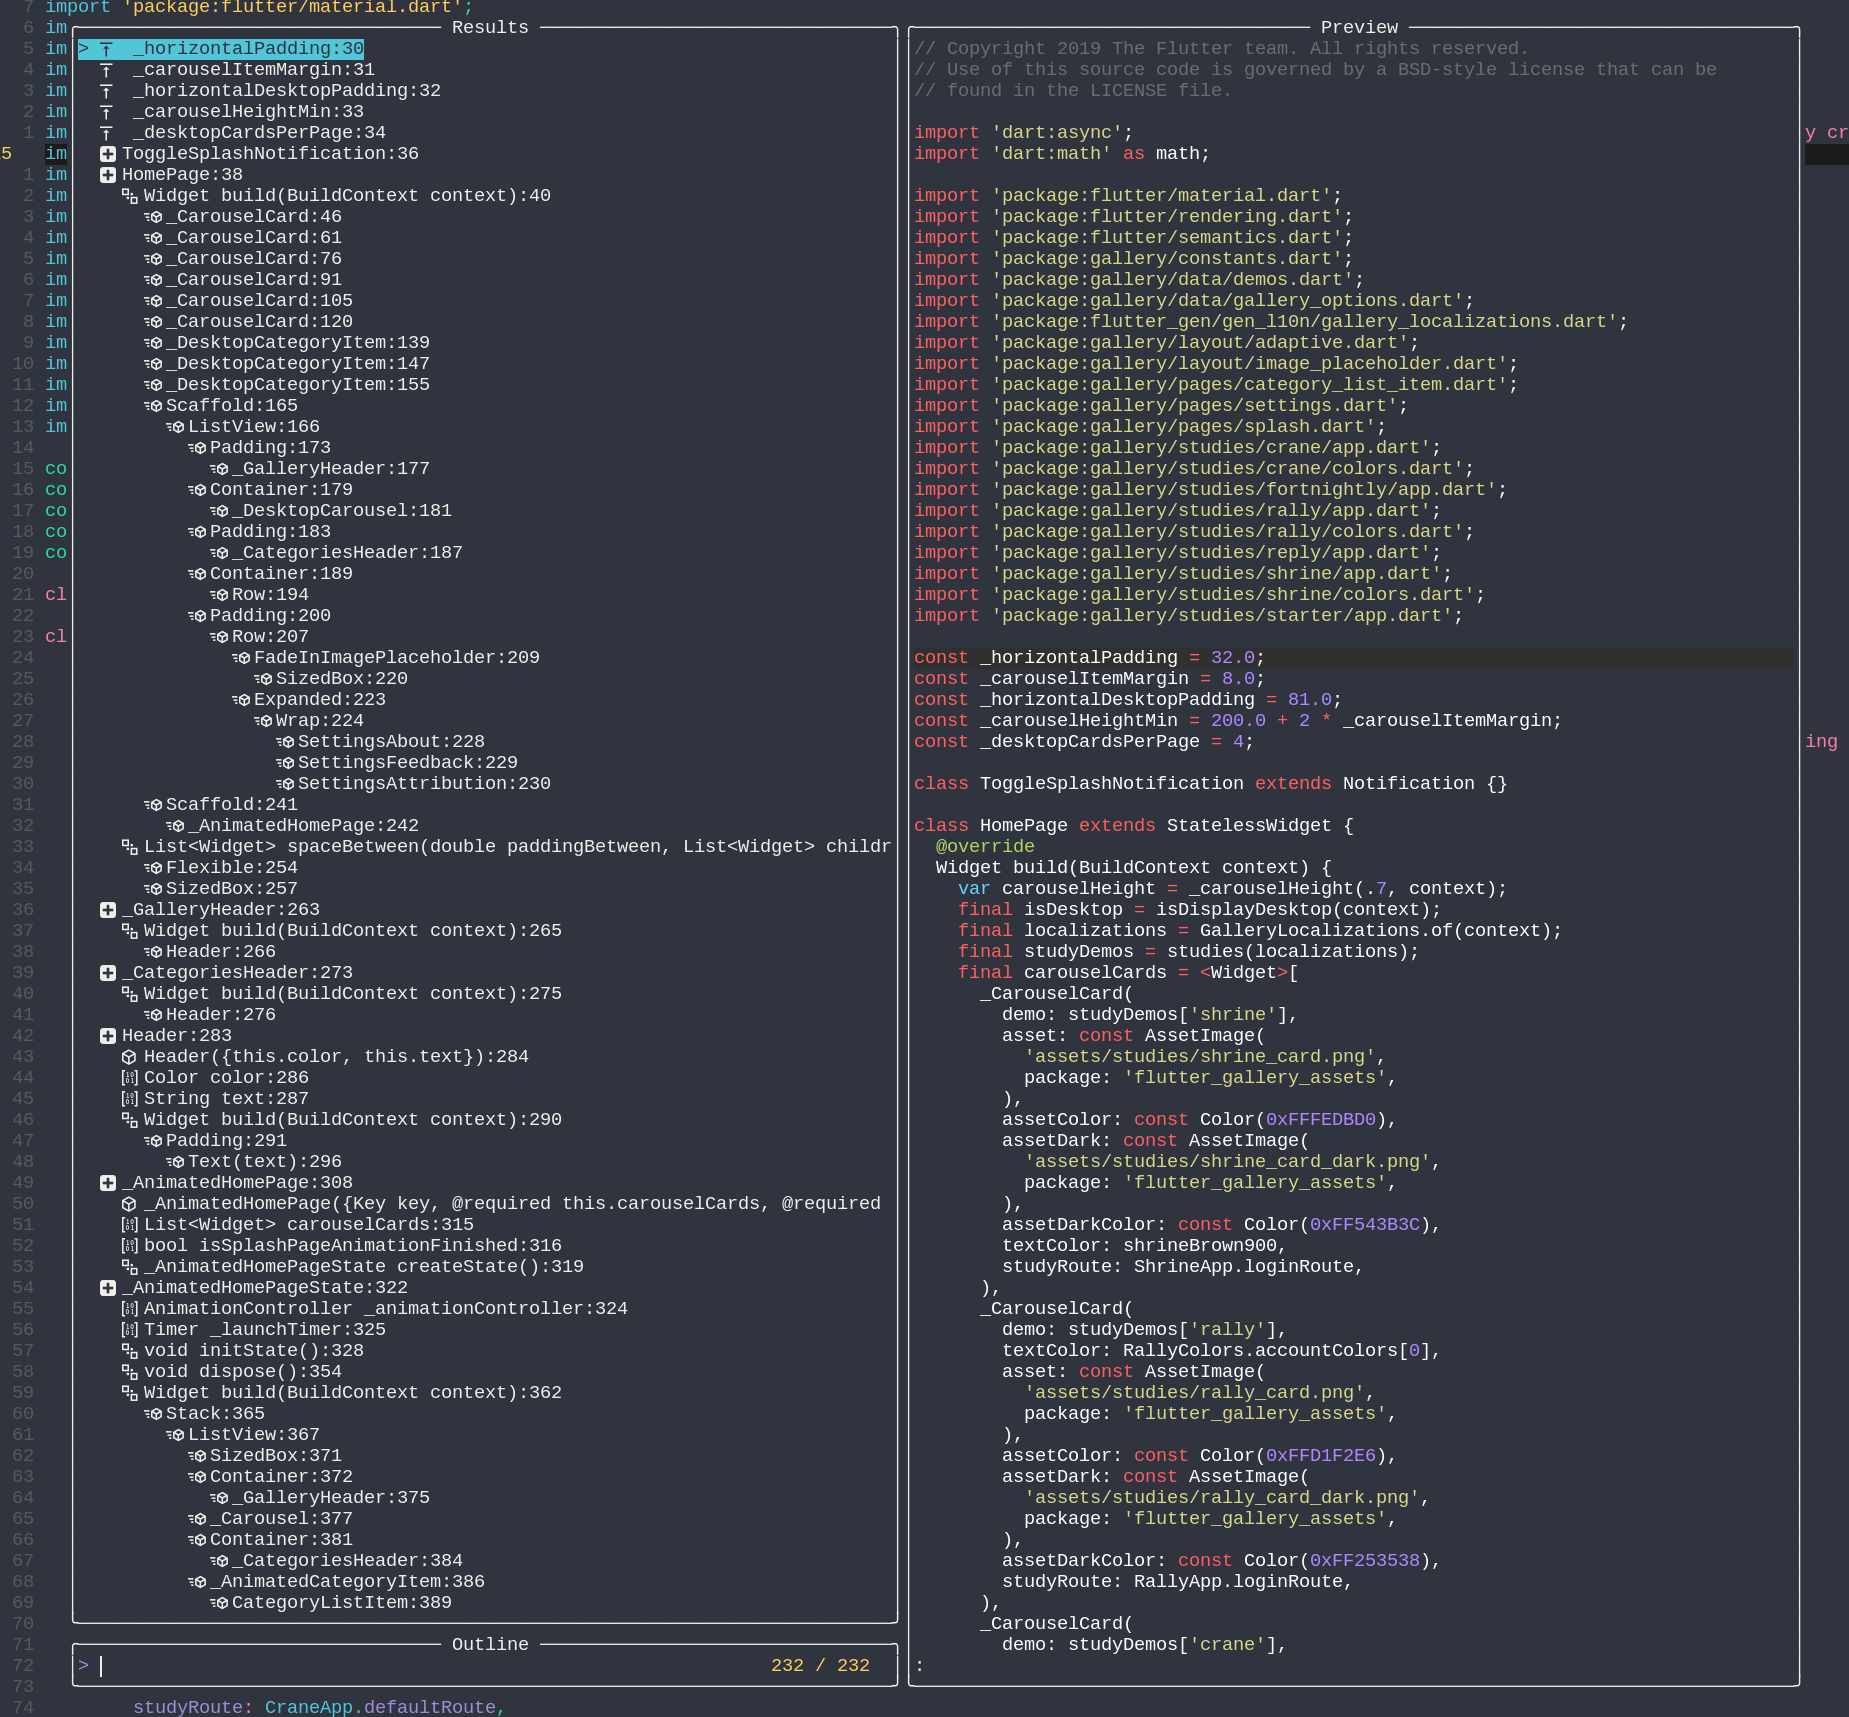 7 import 'package:flutter/material.dart';
6 im
5 im
4 im
3 im
2 im
1 im
5 im
1 im
2 im
3 im
4 im
5 im
6 im
7 im
8 im
9 im
10 im
11 im
12 im
13 im
14
15 co
16 co
17 co
18 co
19 co
20
21 cl
22
23 cl
24
25
26
27
28
29
30
31
32
33
34
35
36
37
38
39
40
41
42
43
44
45
46
47
48
49
50
51
52
53
54
55
56
57
58
59
60
61
62
63
64
65
66
67
68
69
70
71
72
73
74 studyRoute: CraneApp.defaultRoute,
Results
> _horizontalPadding:30
_carouselItemMargin:31
_horizontalDesktopPadding:32
_carouselHeightMin:33
_desktopCardsPerPage:34
ToggleSplashNotification:36
HomePage:38
Widget build(BuildContext context):40
_CarouselCard:46
_CarouselCard:61
_CarouselCard:76
_CarouselCard:91
_CarouselCard:105
_CarouselCard:120
_DesktopCategoryItem:139
_DesktopCategoryItem:147
_DesktopCategoryItem:155
Scaffold:165
ListView:166
Padding:173
_GalleryHeader:177
Container:179
_DesktopCarousel:181
Padding:183
_CategoriesHeader:187
Container:189
Row:194
Padding:200
Row:207
FadeInImagePlaceholder:209
SizedBox:220
Expanded:223
Wrap:224
SettingsAbout:228
SettingsFeedback:229
SettingsAttribution:230
Scaffold:241
_AnimatedHomePage:242
List<Widget> spaceBetween(double paddingBetween, List<Widget> childr
Flexible:254
SizedBox:257
_GalleryHeader:263
Widget build(BuildContext context):265
Header:266
_CategoriesHeader:273
Widget build(BuildContext context):275
Header:276
Header:283
Header({this.color, this.text}):284
Color color:286
String text:287
Widget build(BuildContext context):290
Padding:291
Text(text):296
_AnimatedHomePage:308
_AnimatedHomePage({Key key, @required this.carouselCards, @required
List<Widget> carouselCards:315
bool isSplashPageAnimationFinished:316
_AnimatedHomePageState createState():319
_AnimatedHomePageState:322
AnimationController _animationController:324
Timer _launchTimer:325
void initState():328
void dispose():354
Widget build(BuildContext context):362
Stack:365
ListView:367
SizedBox:371
Container:372
_GalleryHeader:375
_Carousel:377
Container:381
_CategoriesHeader:384
_AnimatedCategoryItem:386
CategoryListItem:389
Outline
> 232 / 232
Preview
// Copyright 2019 The Flutter team. All rights reserved.
// Use of this source code is governed by a BSD-style license that can be
// found in the LICENSE file.
import 'dart:async';
import 'dart:math' as math;
import 'package:flutter/material.dart';
import 'package:flutter/rendering.dart';
import 'package:flutter/semantics.dart';
import 'package:gallery/constants.dart';
import 'package:gallery/data/demos.dart';
import 'package:gallery/data/gallery_options.dart';
import 'package:flutter_gen/gen_l10n/gallery_localizations.dart';
import 'package:gallery/layout/adaptive.dart';
import 'package:gallery/layout/image_placeholder.dart';
import 'package:gallery/pages/category_list_item.dart';
import 'package:gallery/pages/settings.dart';
import 'package:gallery/pages/splash.dart';
import 'package:gallery/studies/crane/app.dart';
import 'package:gallery/studies/crane/colors.dart';
import 'package:gallery/studies/fortnightly/app.dart';
import 'package:gallery/studies/rally/app.dart';
import 'package:gallery/studies/rally/colors.dart';
import 'package:gallery/studies/reply/app.dart';
import 'package:gallery/studies/shrine/app.dart';
import 'package:gallery/studies/shrine/colors.dart';
import 'package:gallery/studies/starter/app.dart';
const _horizontalPadding = 32.0;
const _carouselItemMargin = 8.0;
const _horizontalDesktopPadding = 81.0;
const _carouselHeightMin = 200.0 + 2 * _carouselItemMargin;
const _desktopCardsPerPage = 4;
class ToggleSplashNotification extends Notification {}
class HomePage extends StatelessWidget {
@override
Widget build(BuildContext context) {
var carouselHeight = _carouselHeight(.7, context);
final isDesktop = isDisplayDesktop(context);
final localizations = GalleryLocalizations.of(context);
final studyDemos = studies(localizations);
final carouselCards = <Widget>[
_CarouselCard(
demo: studyDemos['shrine'],
asset: const AssetImage(
'assets/studies/shrine_card.png',
package: 'flutter_gallery_assets',
),
assetColor: const Color(0xFFFEDBD0),
assetDark: const AssetImage(
'assets/studies/shrine_card_dark.png',
package: 'flutter_gallery_assets',
),
assetDarkColor: const Color(0xFF543B3C),
textColor: shrineBrown900,
studyRoute: ShrineApp.loginRoute,
),
_CarouselCard(
demo: studyDemos['rally'],
textColor: RallyColors.accountColors[0],
asset: const AssetImage(
'assets/studies/rally_card.png',
package: 'flutter_gallery_assets',
),
assetColor: const Color(0xFFD1F2E6),
assetDark: const AssetImage(
'assets/studies/rally_card_dark.png',
package: 'flutter_gallery_assets',
),
assetDarkColor: const Color(0xFF253538),
studyRoute: RallyApp.loginRoute,
),
_CarouselCard(
demo: studyDemos['crane'],
:
y cr
ing